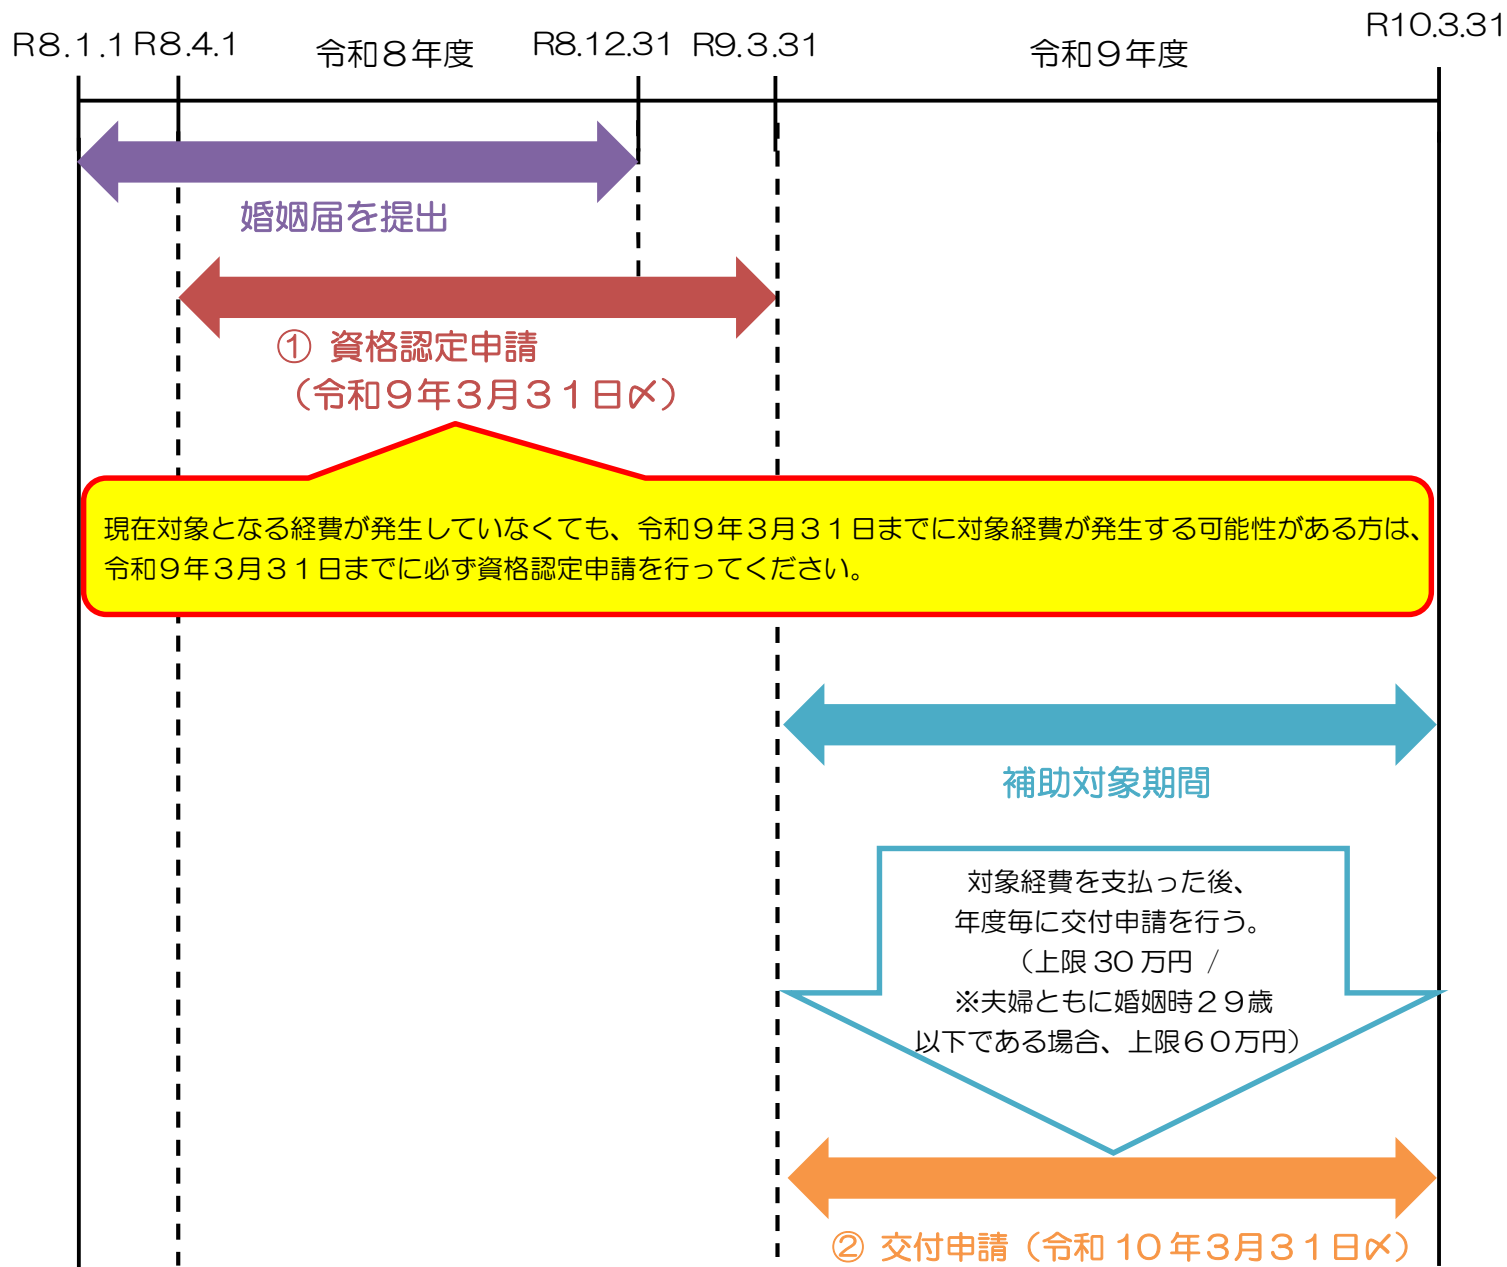 R8.1.1 R8.4.1 令和８年度 R8.12.31 R9.3.31 令和９年度 R10.3.31
婚姻届を提出
① 資格認定申請
（令和９年３月３１日〆）
現在対象となる経費が発生していなくても、令和９年３月３１日までに対象経費が発生する可能性がある方は、
令和９年３月３１日までに必ず資格認定申請を行ってください。
補助対象期間
対象経費を支払った後、
年度毎に交付申請を行う。
（上限 30 万円 /
※夫婦ともに婚姻時２９歳
以下である場合、上限６０万円）
② 交付申請（令和 10 年３月３１日〆）